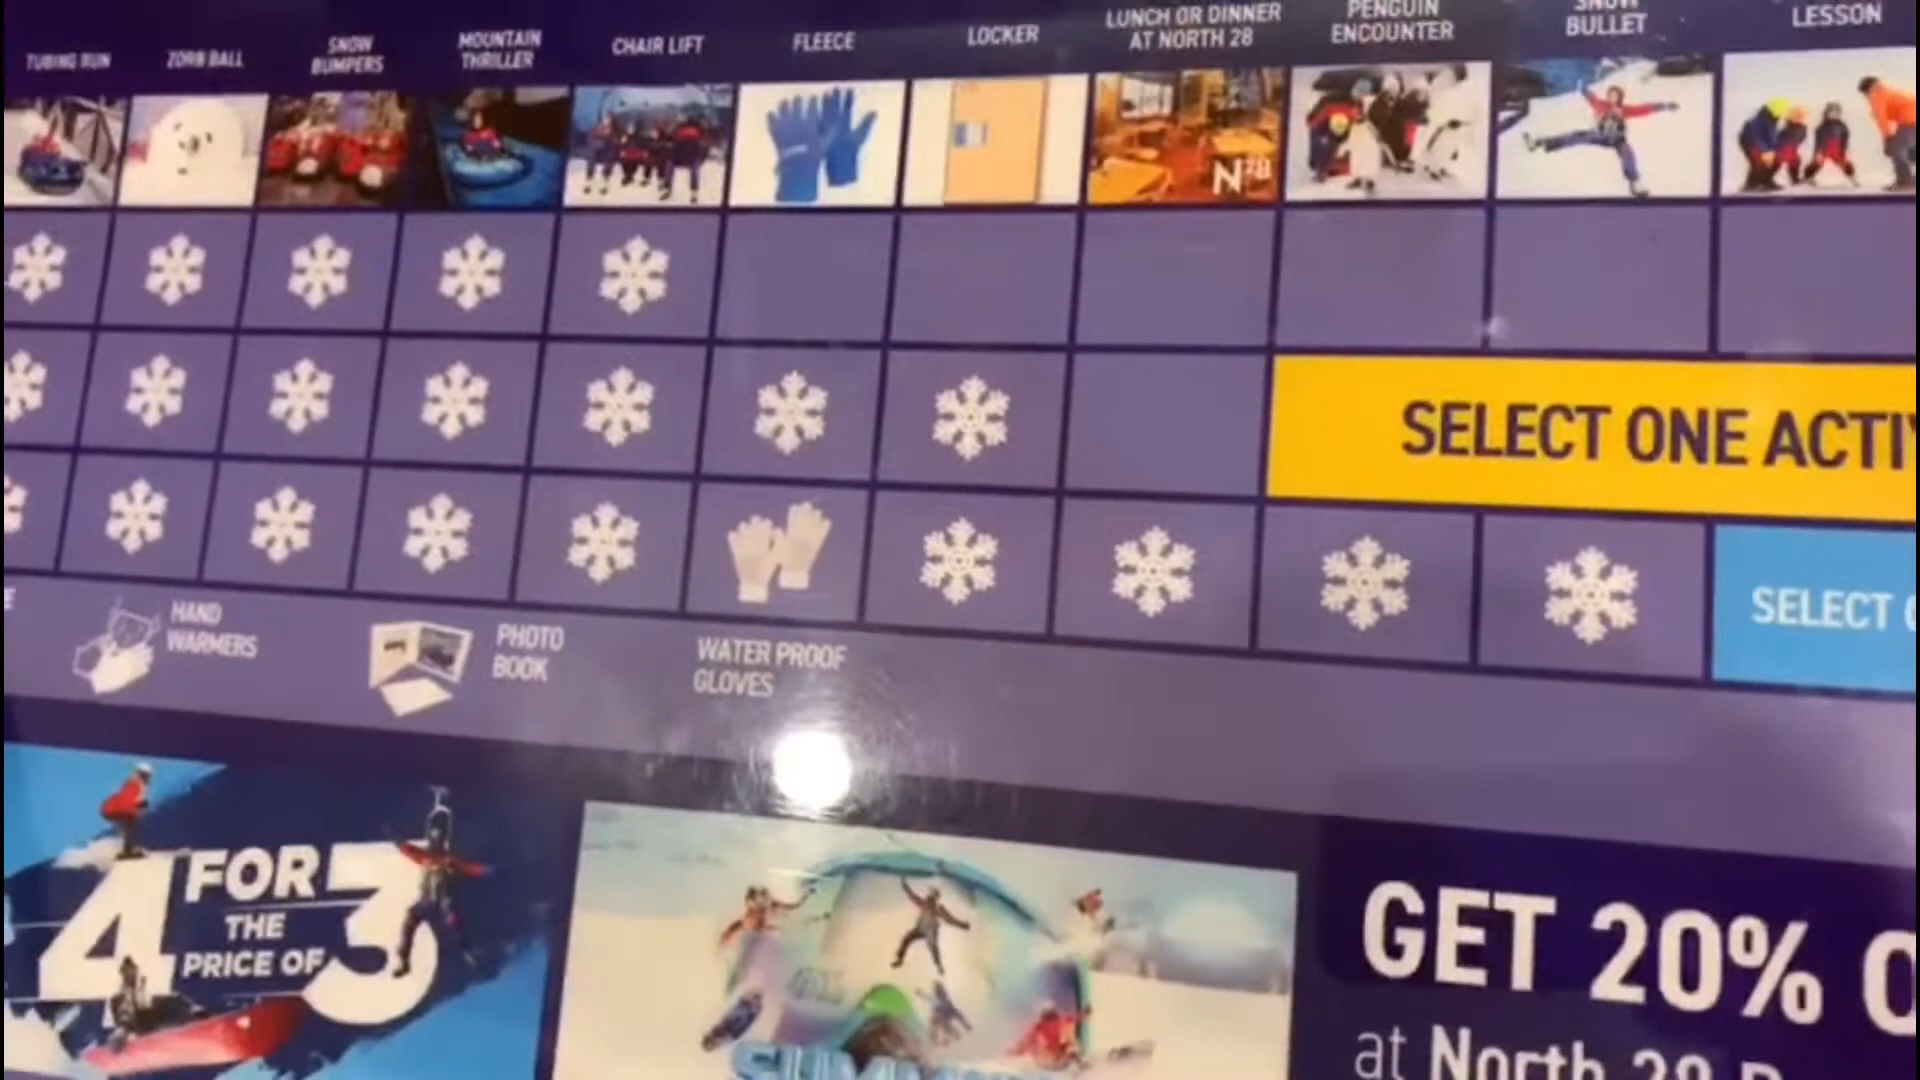 TUBING RUN
ZORB BALL
SNOW
BUMPERS
MOUNTAIN
THRILLER
CHAIR LIFT
FLEECE
LOCKER
LUNCH OR DINNER
AT NORTH 28
PENGUIN
ENCOUNTER
SNOW
BULLET
LESSON
N28
SELECT ONE ACTI
SELECT
HAND
WARMERS
PHOTO
BOOK
WATER PROOF
GLOVES
4 FOR 3
THE
PRICE OF
GET 20% O
at North 28